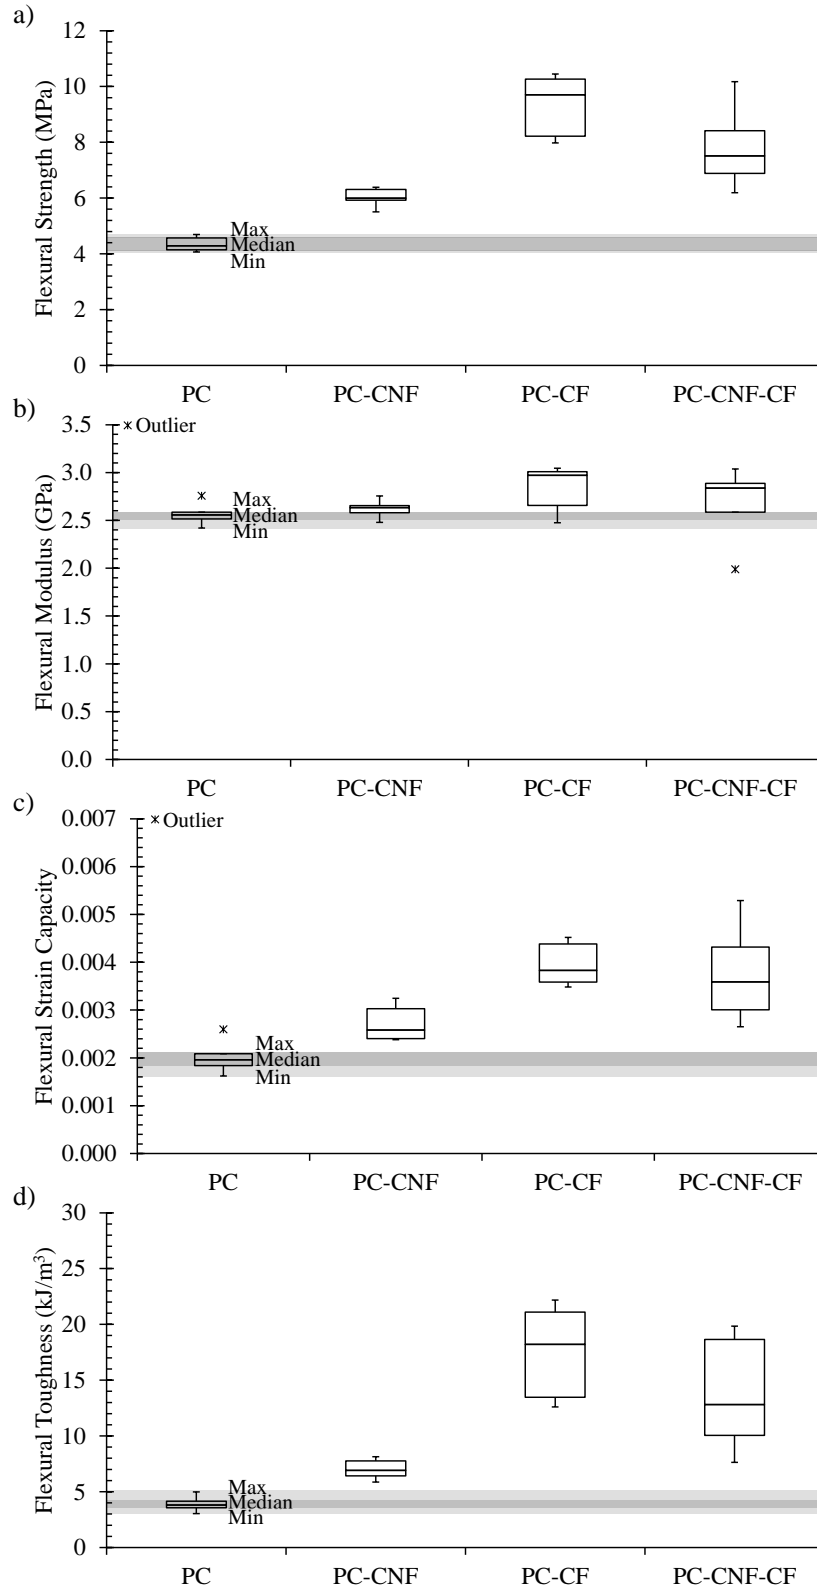 a)
Flexural Strength (MPa)
12
10
8
6
4
2
0
Max
Median
Min
PC PC-CNF PC-CF PC-CNF-CF
b)
Flexural Modulus (GPa)
3.5
3.0
2.5
2.0
1.5
1.0
0.5
0.0
Outlier
Max
Median
Min
PC PC-CNF PC-CF PC-CNF-CF
c)
Flexural Strain Capacity
0.007
0.006
0.005
0.004
0.003
0.002
0.001
0.000
Outlier
Max
Median
Min
PC PC-CNF PC-CF PC-CNF-CF
d)
Flexural Toughness (kJ/m³)
30
25
20
15
10
5
0
Max
Median
Min
PC PC-CNF PC-CF PC-CNF-CF